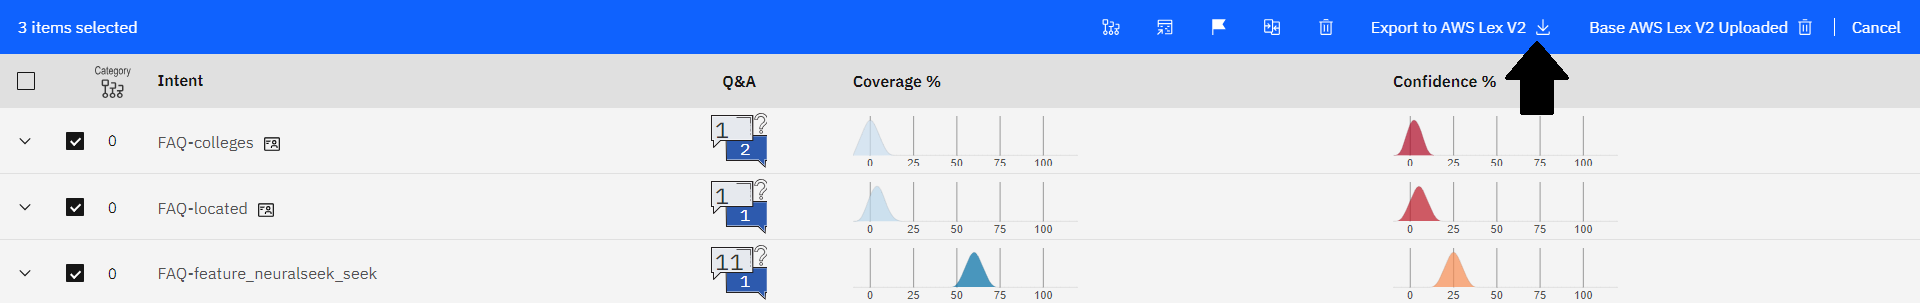 3 items selected Export to AWS Lex V2 Base AWS Lex V2 Uploaded Cancel
Category Intent Q&A Coverage % Confidence %
0 FAQ-colleges 1 ? 2
0 25 50 75 100 0 25 50 75 100
0 FAQ-located 1 ? 1
0 25 50 75 100 0 25 50 75 100
0 FAQ-feature_neuralseek_seek 11 ? 1
0 25 50 75 100 0 25 50 75 100